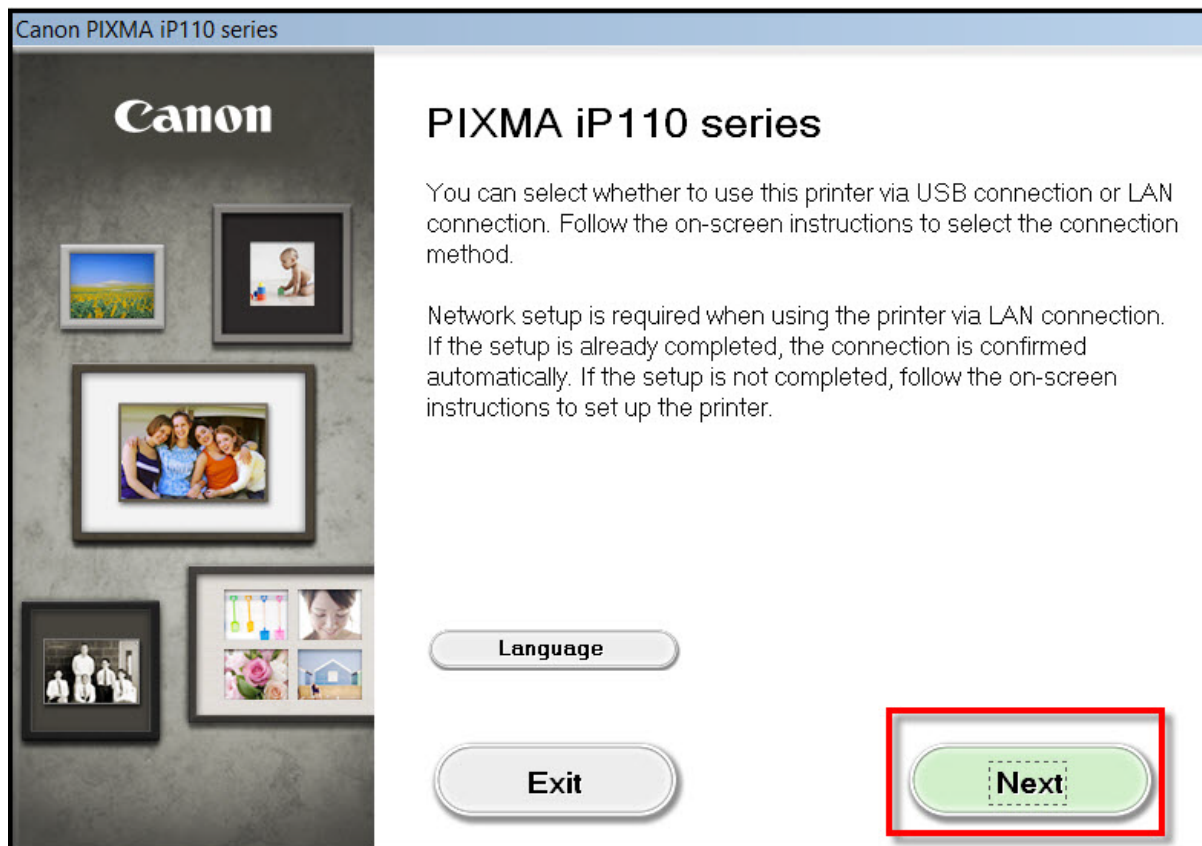 Canon PIXMA iP110 series
Canon
PIXMA iP110 series
You can select whether to use this printer via USB connection or LAN
connection. Follow the on-screen instructions to select the connection
method.
Network setup is required when using the printer via LAN connection.
If the setup is already completed, the connection is confirmed
automatically. If the setup is not completed, follow the on-screen
instructions to set up the printer.
Language
Exit
Next